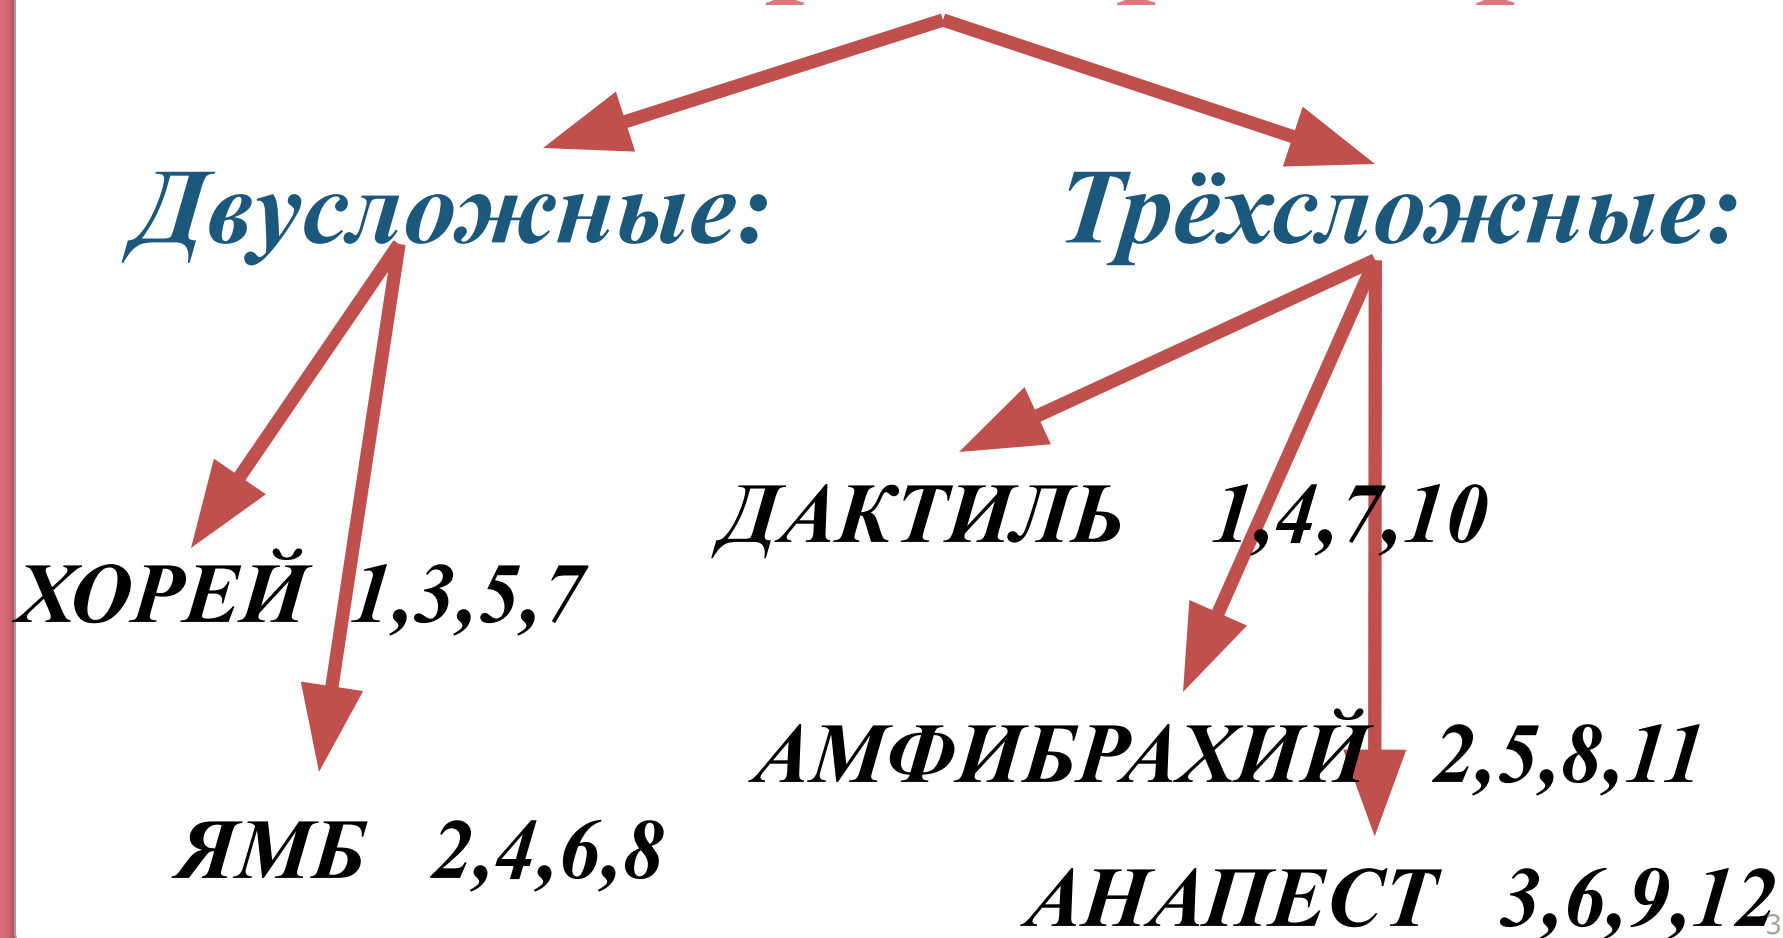 Двусложные:
Трёхсложные:
ДАКТИЛЬ 1,4,7,10
ХОРЕЙ 1,3,5,7
АМФИБРАХИЙ 2,5,8,11
ЯМБ 2,4,6,8
АНАПЕСТ 3,6,9,12
3